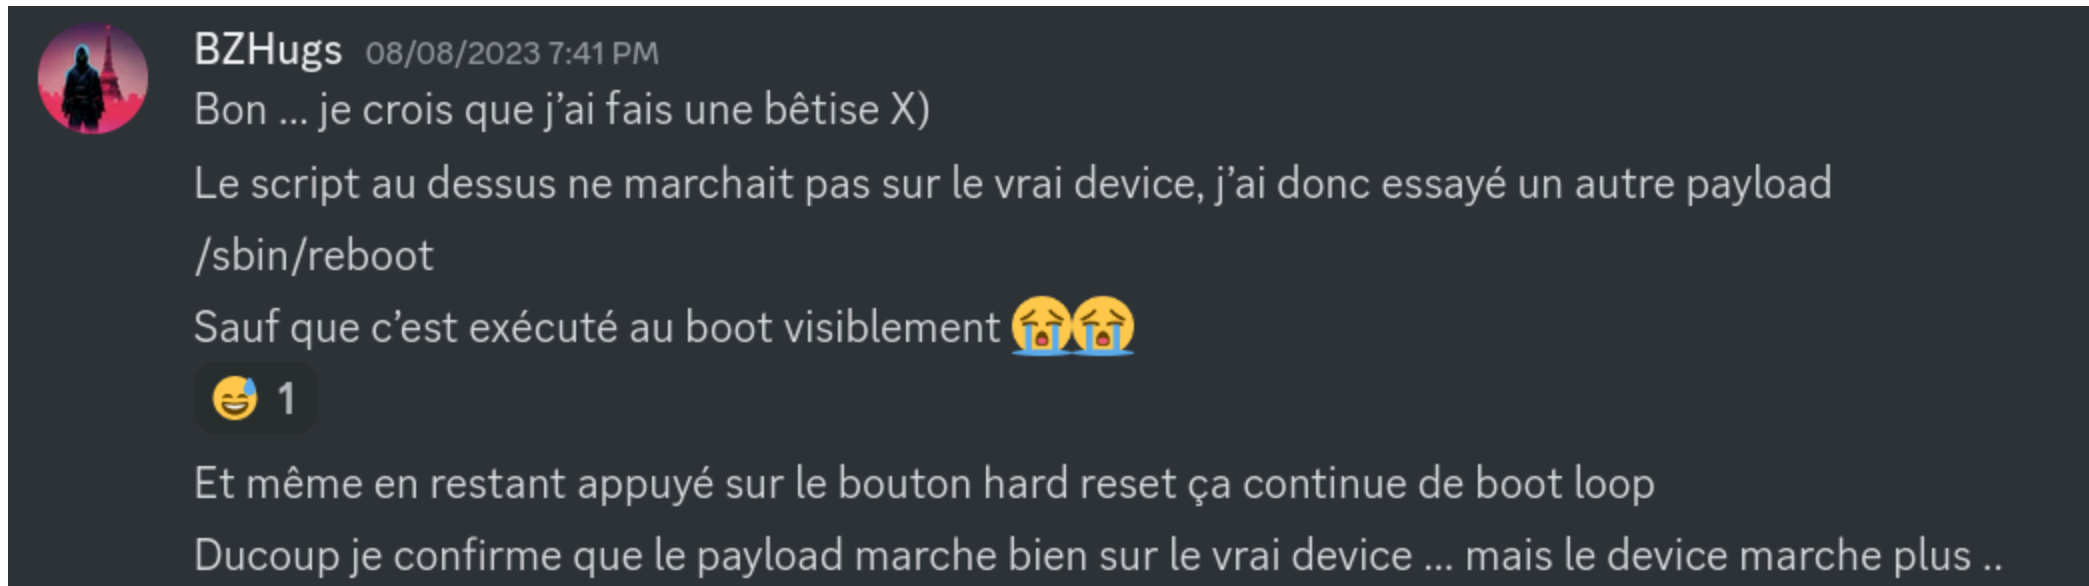 BZHugs 08/08/2023 7:41 PM
Bon ... je crois que j’ai fais une bêtise X)
Le script au dessus ne marchait pas sur le vrai device, j’ai donc essayé un autre payload
/sbin/reboot
Sauf que c’est exécuté au boot visiblement 😭😭
😅 1
Et même en restant appuyé sur le bouton hard reset ça continue de boot loop
Ducoup je confirme que le payload marche bien sur le vrai device ... mais le device marche plus ..